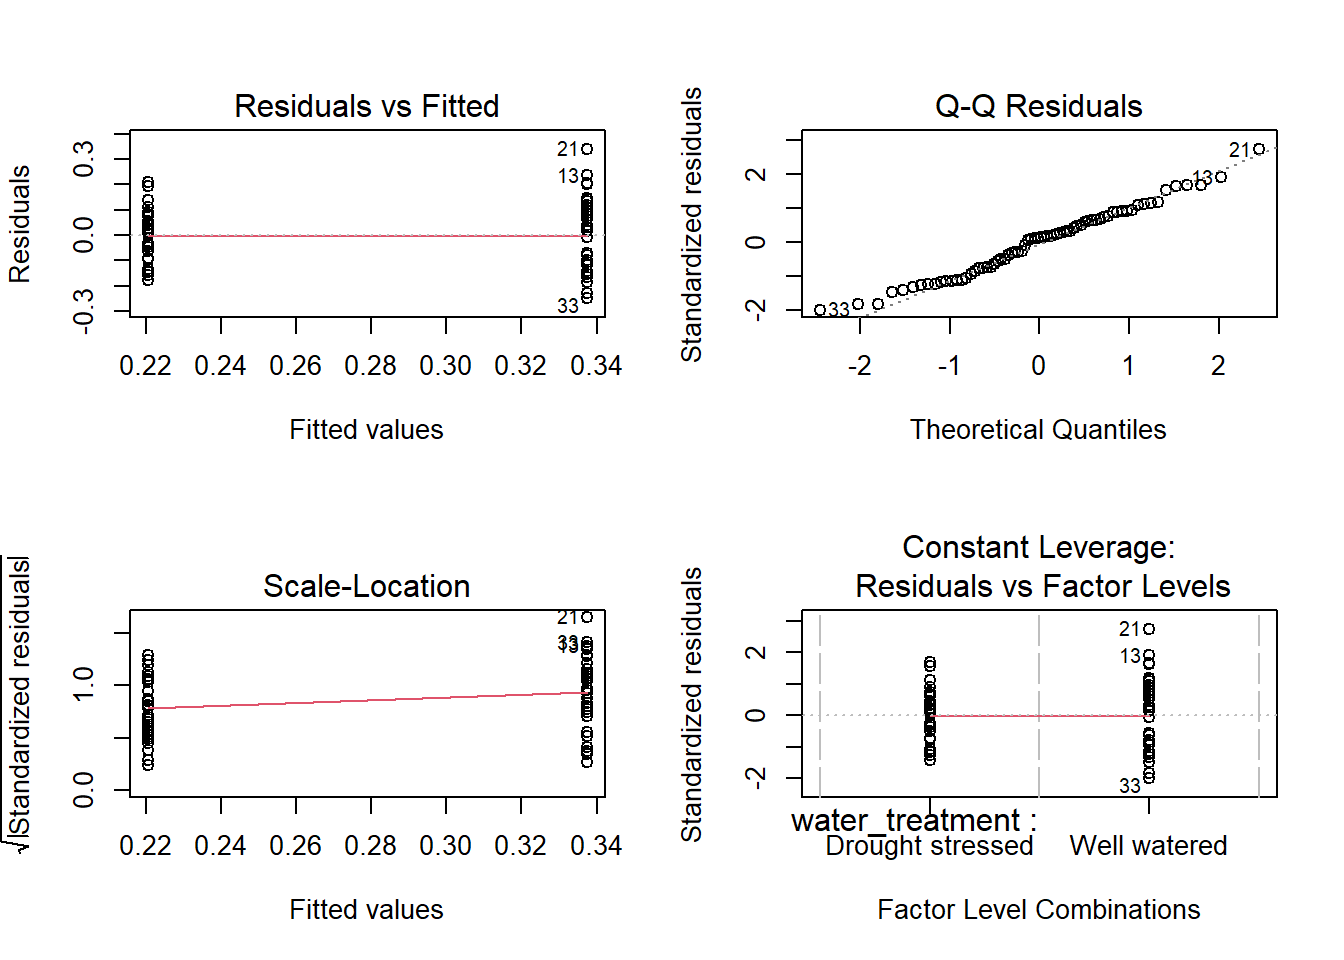 Residuals vs Fitted
Residuals
0.3
0.0
-0.3
21
13
33
0.22 0.24 0.26 0.28 0.30 0.32 0.34
Fitted values
Q-Q Residuals
Standardized residuals
2
0
-2
21
13
33
-2 -1 0 1 2
Theoretical Quantiles
Scale-Location
√|Standardized residuals|
1.0
0.0
21
33
13
0.22 0.24 0.26 0.28 0.30 0.32 0.34
Fitted values
Constant Leverage:
Residuals vs Factor Levels
Standardized residuals
2
0
-2
21
13
33
water_treatment :
Drought stressed Well watered
Factor Level Combinations